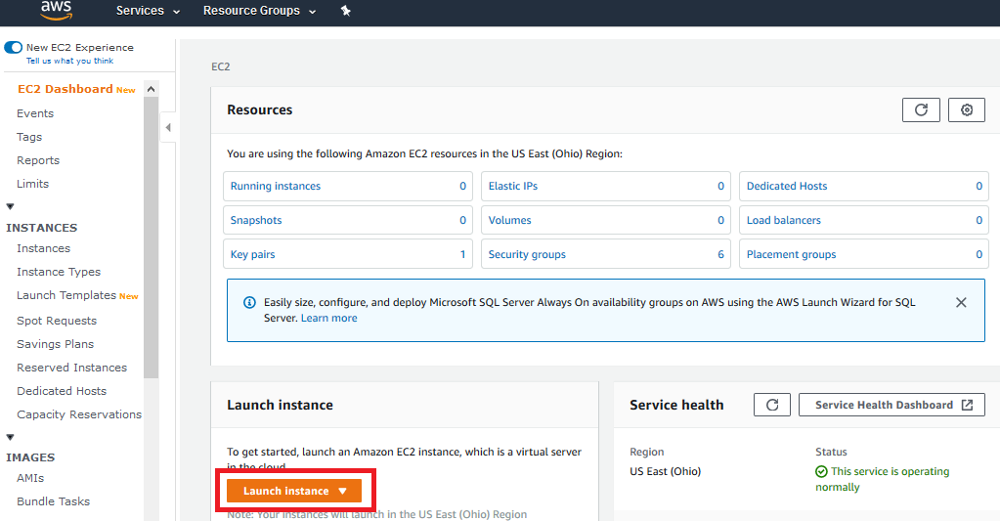 aws
Services
Resource Groups
New EC2 Experience
Tell us what you think
EC2 Dashboard New
Events
Tags
Reports
Limits
INSTANCES
Instances
Instance Types
Launch Templates New
Spot Requests
Savings Plans
Reserved Instances
Dedicated Hosts
Capacity Reservations
IMAGES
AMIs
Bundle Tasks
EC2
Resources
You are using the following Amazon EC2 resources in the US East (Ohio) Region:
Running instances 0
Elastic IPs 0
Dedicated Hosts 0
Snapshots 0
Volumes 0
Load balancers 0
Key pairs 1
Security groups 6
Placement groups 0
Easily size, configure, and deploy Microsoft SQL Server Always On availability groups on AWS using the AWS Launch Wizard for SQL
Server. Learn more
Launch instance
To get started, launch an Amazon EC2 instance, which is a virtual server
in the cloud
Launch instance
Note: Your instances will launch in the US East (Ohio) Region
Service health
Service Health Dashboard
Region
US East (Ohio)
Status
This service is operating
normally